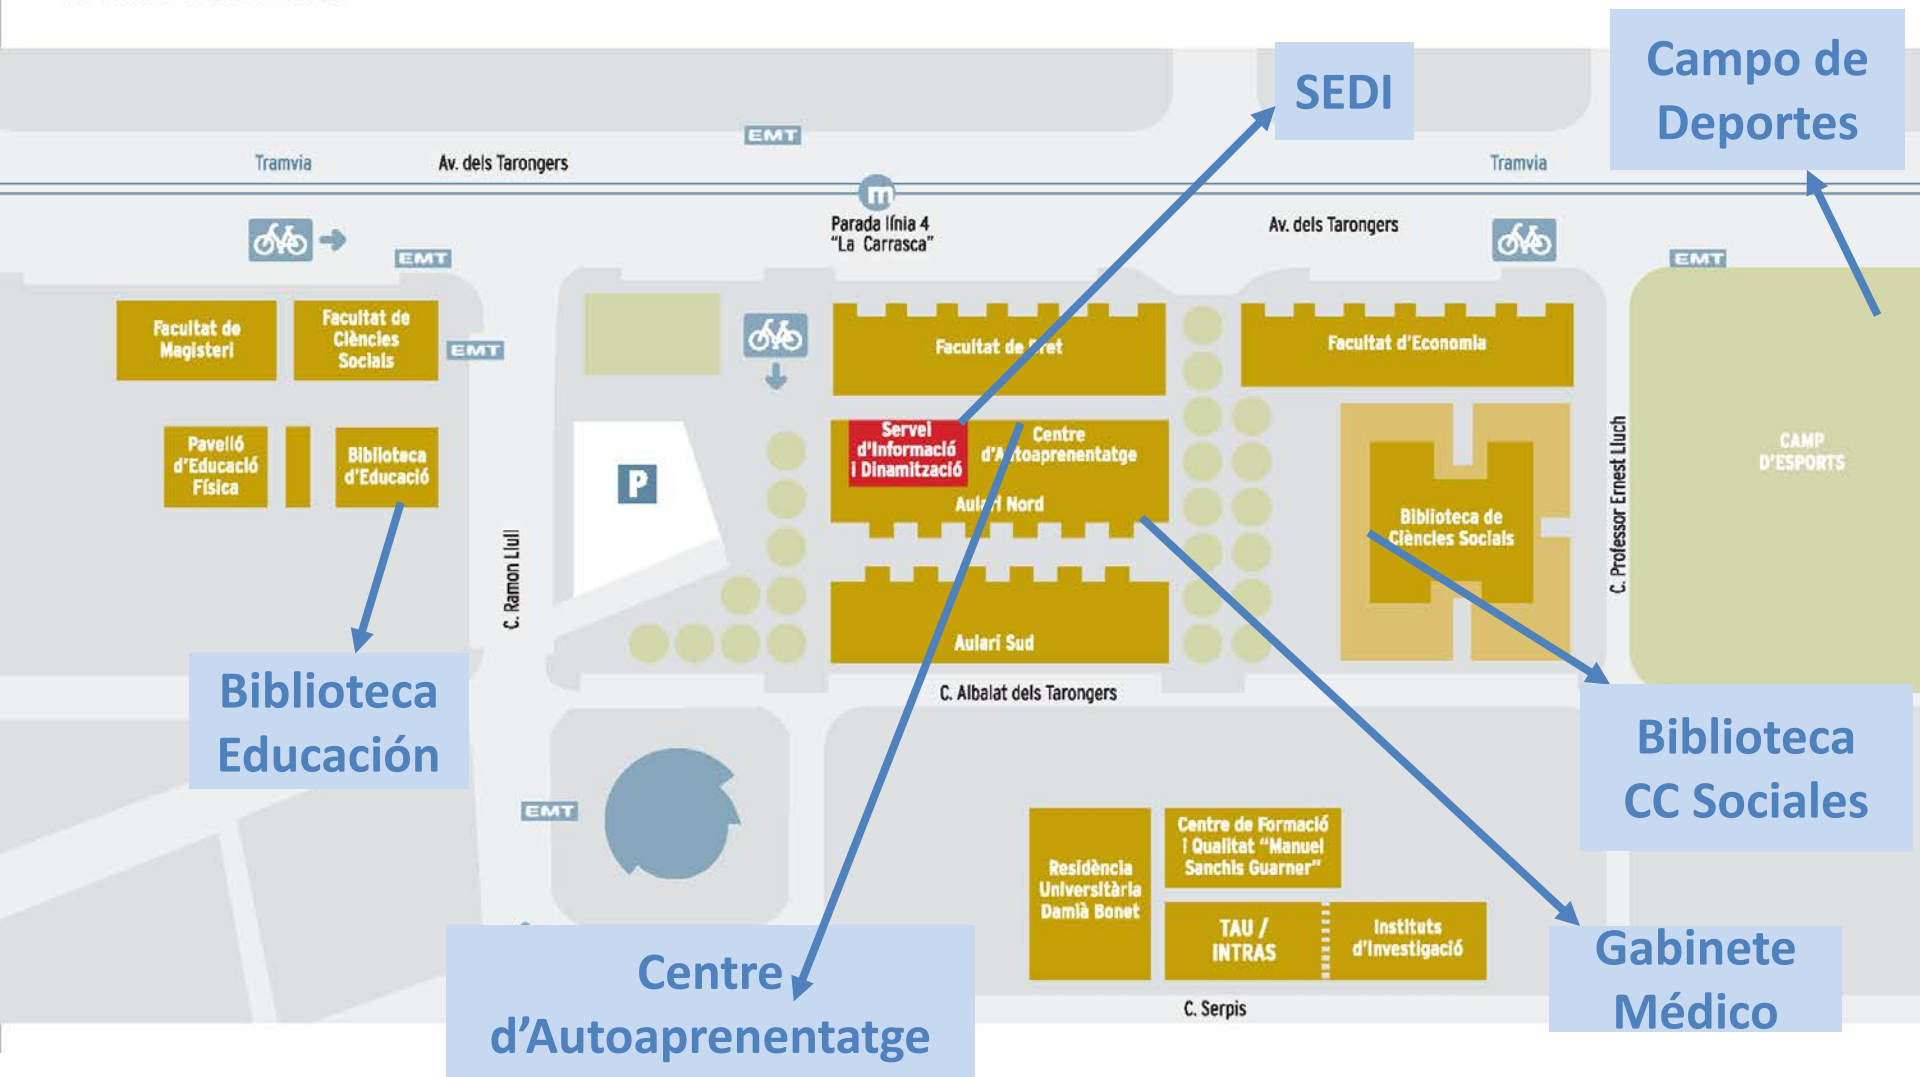 SEDI
Campo de
Deportes
EMT
Tramvia
Av. dels Tarongers
Tramvia
m
Parada línia 4
"La Carrasca"
Av. dels Tarongers
EMT
EMT
Facultat de
Magisteri
Facultat de
Ciències
Socials
EMT
Facultat de Dret
Facultat d'Economia
Servei
d'Informació
i Dinamització
Centre
d'Autoaprenentatge
Aulari Nord
Pavelló
d'Educació
Física
Biblioteca
d'Educació
P
CAMP
D'ESPORTS
Biblioteca de
Ciències Socials
C. Ramon Llull
C. Professor Ernest Lluch
Aulari Sud
C. Albalat dels Tarongers
Biblioteca
Educación
Biblioteca
CC Sociales
EMT
Residència
Universitària
Damià Bonet
Centre de Formació
i Qualitat "Manuel
Sanchis Guarner"
TAU /
INTRAS
Instituts
d'Investigació
Centre
d'Autoaprenentatge
Gabinete
Médico
C. Serpis